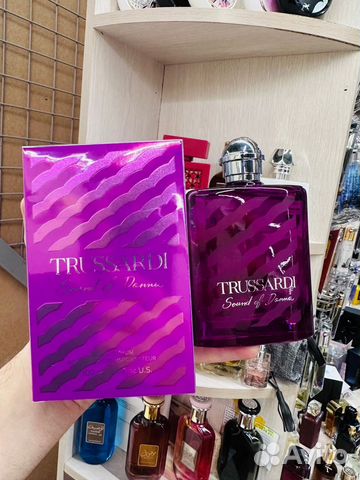 TRUSSARDI
Sound of Donna
U.S.
TRUSSARDI
Sound of Donna
Avito